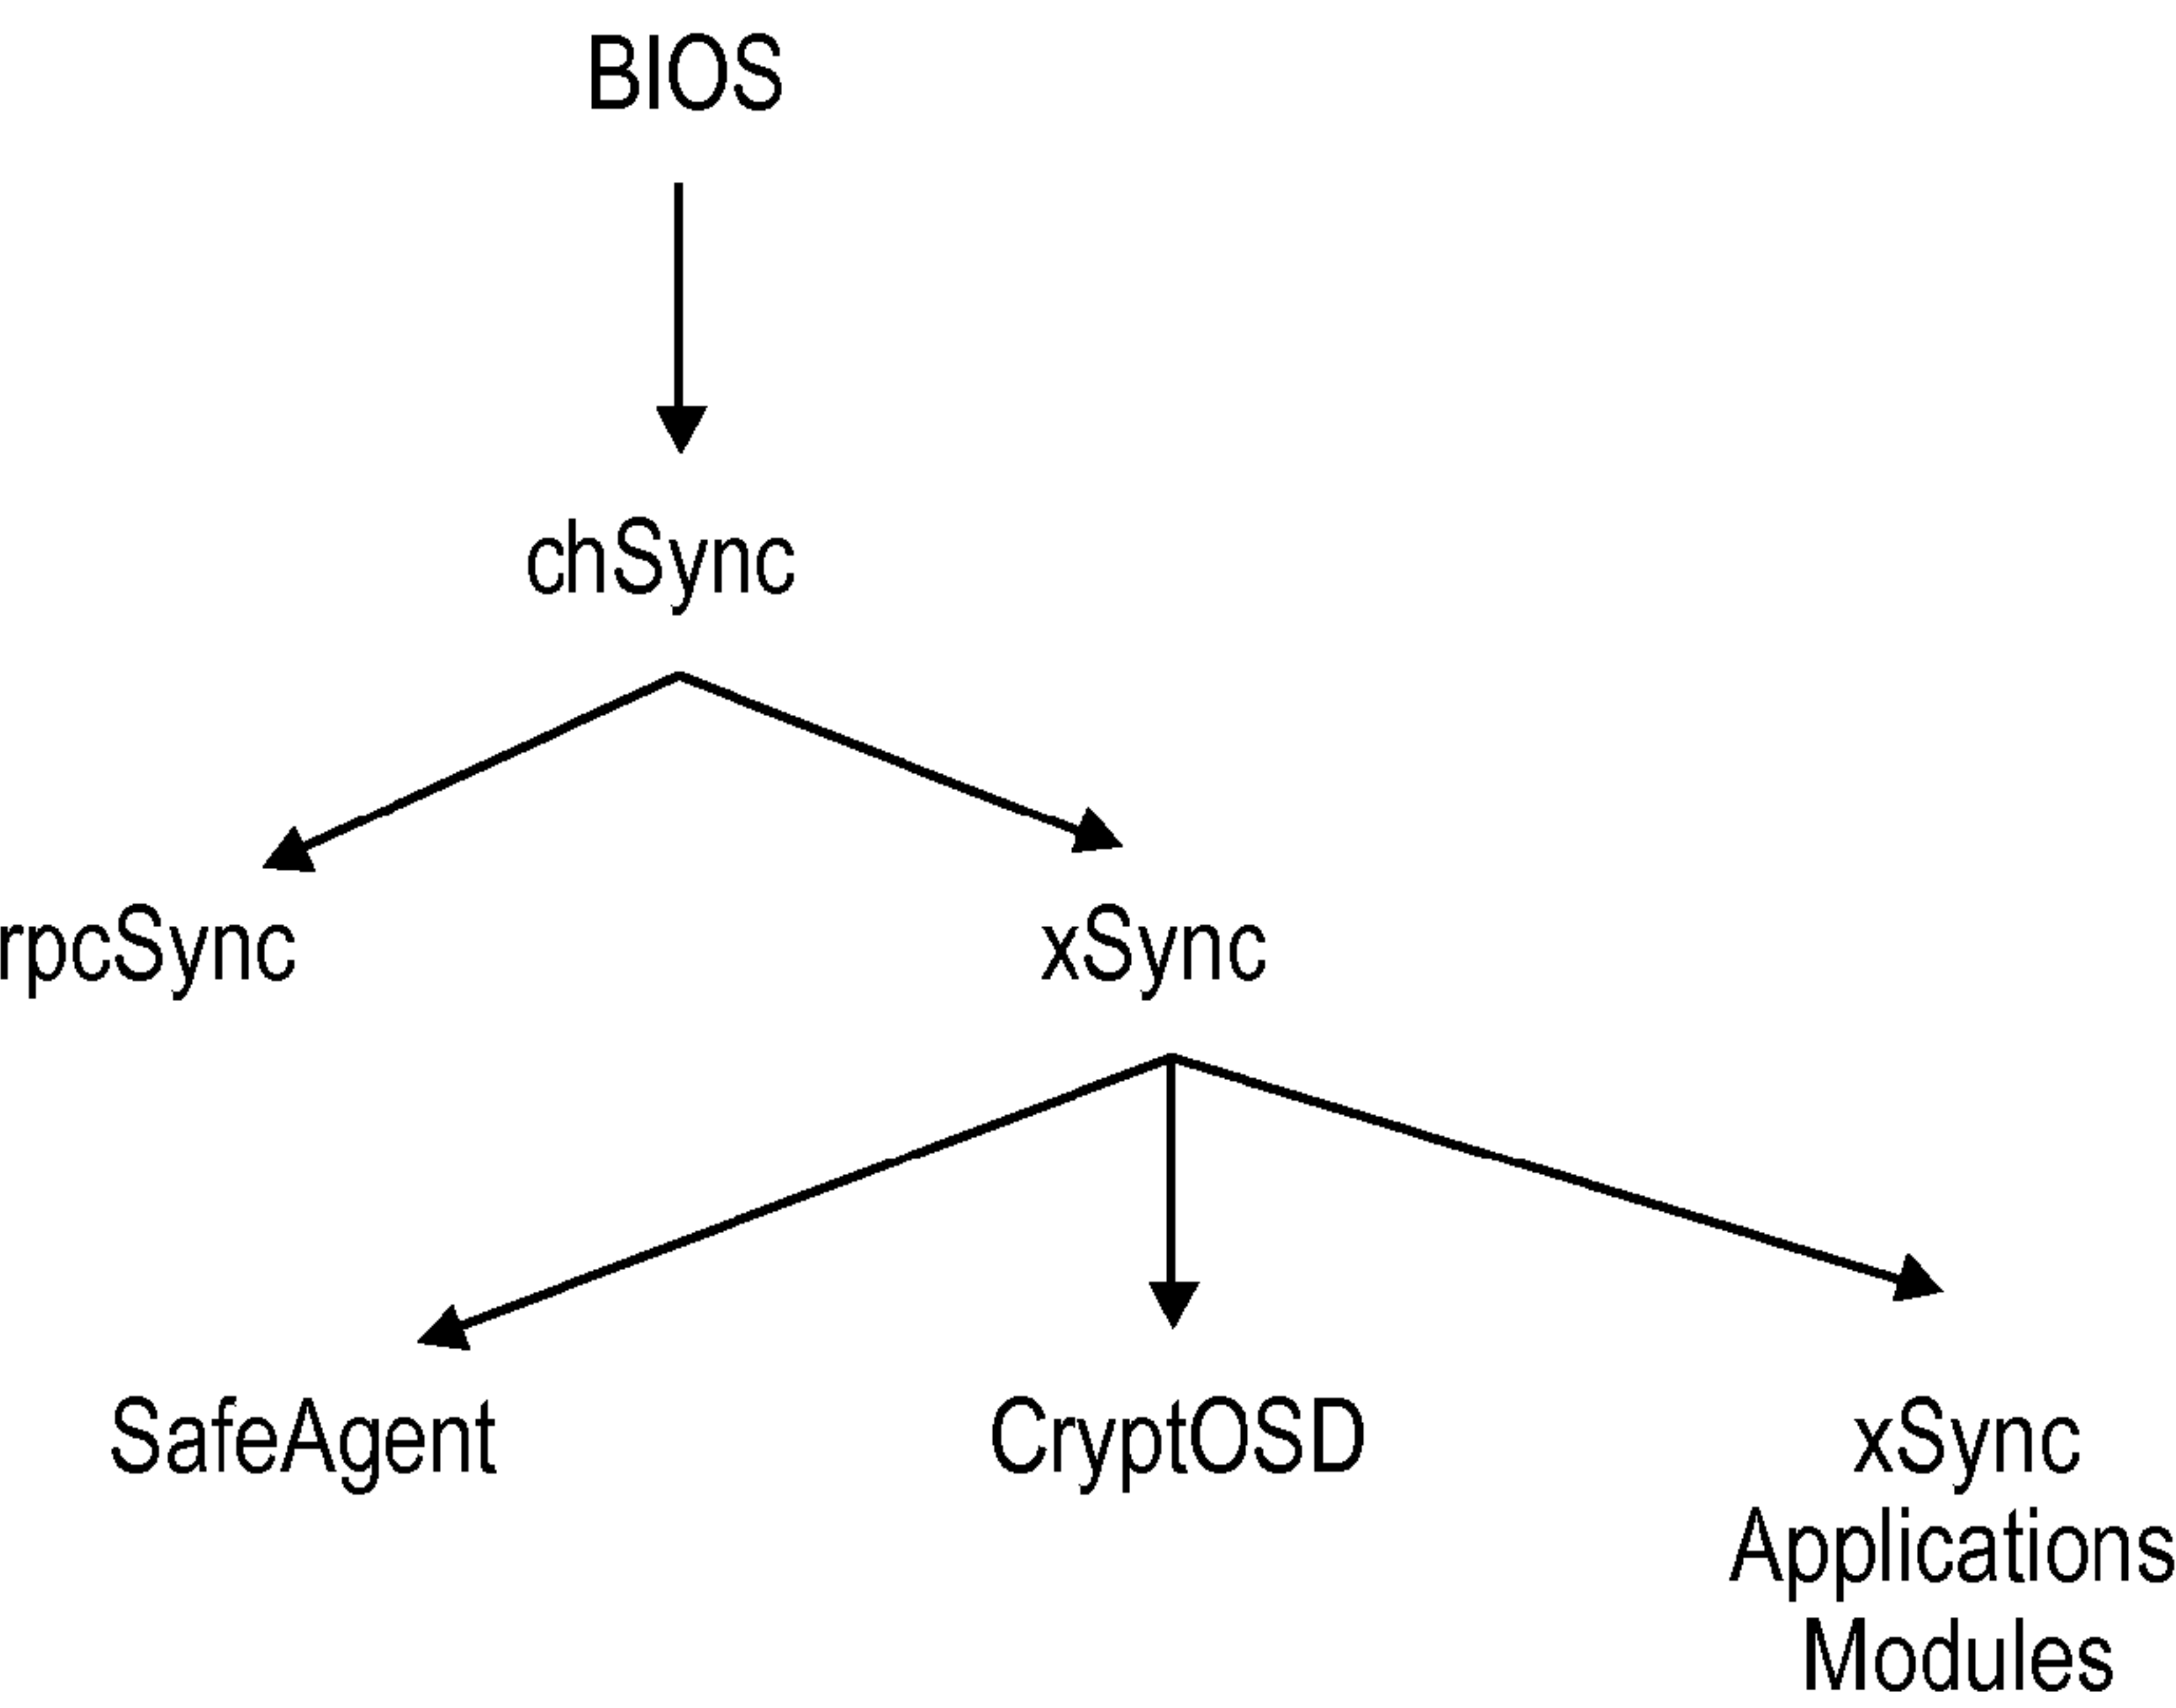 BIOS
chSync
rpcSync
xSync
SafeAgent
CryptOSD
xSync
Applications
Modules